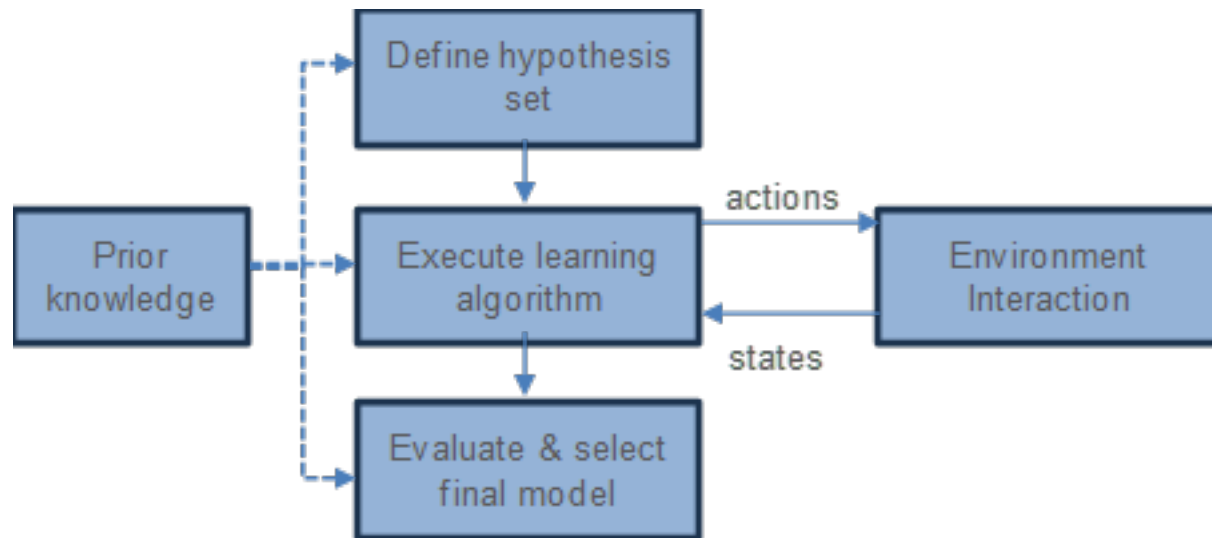 Define hypothesis
set
actions
Prior
knowledge
Execute learning
algorithm
Environment
Interaction
states
Evaluate & select
final model